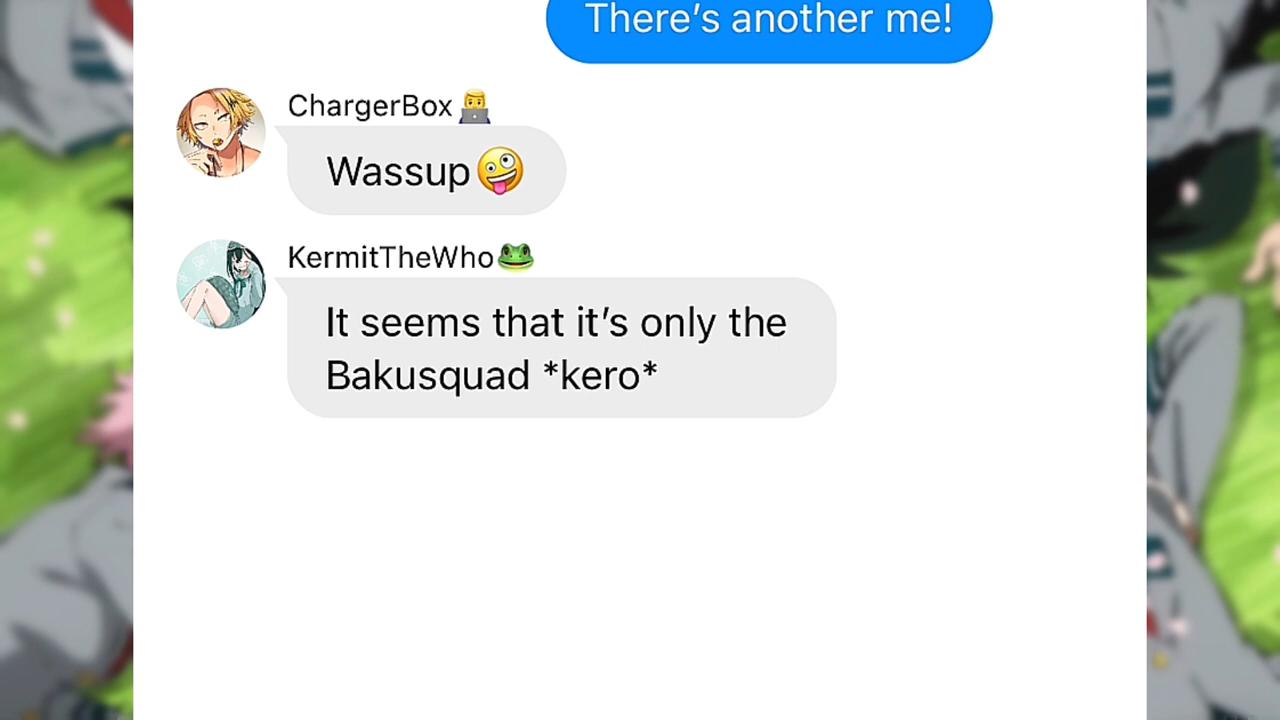 There’s another me!
ChargerBox👨‍💻
Wassup🤪
KermitTheWho🐸
It seems that it’s only the
Bakusquad *kero*